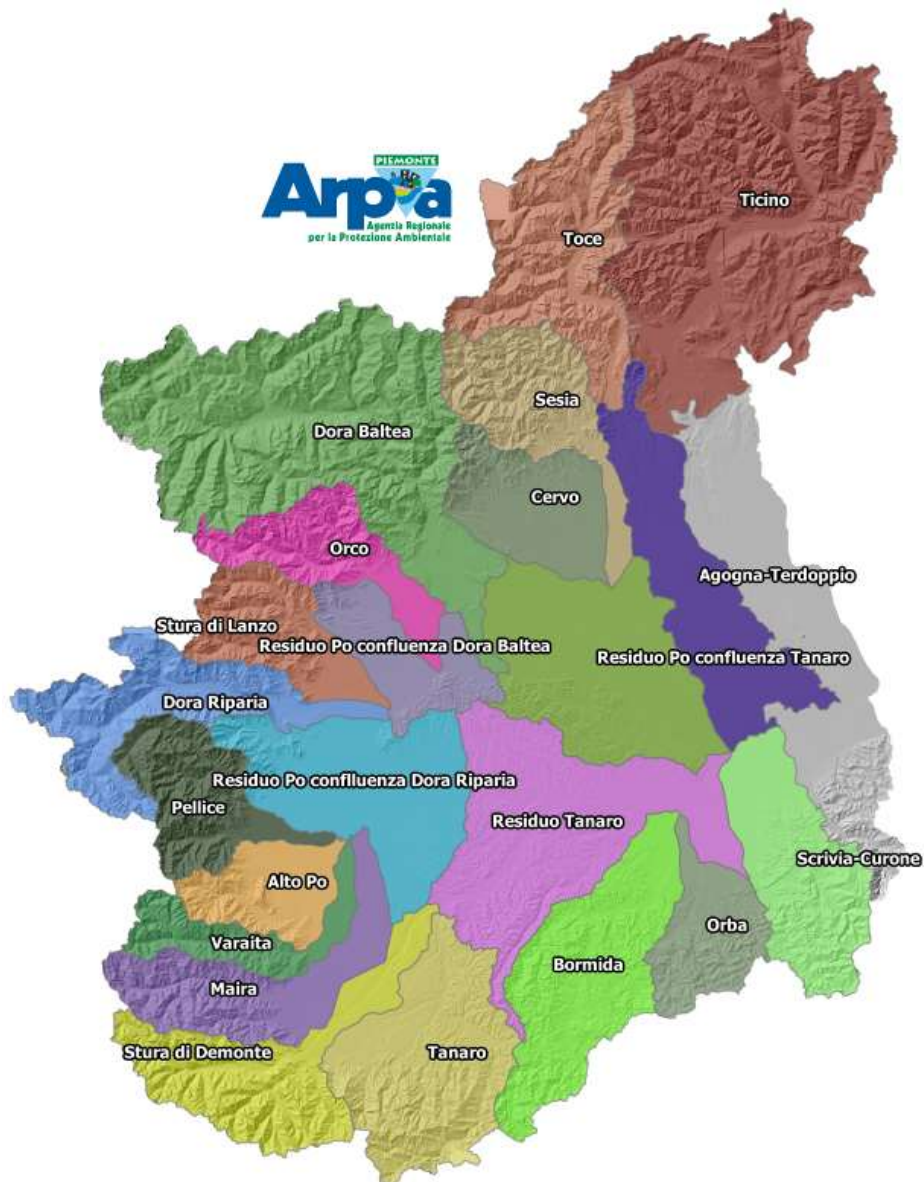 PIEMONTE
Arpa
Agenzia Regionale
per la Protezione Ambientale
Ticino
Toce
Sesia
Dora Baltea
Cervo
Orco
Agogna-Terdoppio
Stura di Lanzo
Residuo Po confluenza Dora Baltea
Residuo Po confluenza Tanaro
Dora Riparia
Residuo Po conflluenza Dora Riparia
Pellice
Residuo Tanaro
Scrivia-Curone
Alto Po
Orba
Varaita
Bormida
Maira
Stura di Demonte
Tanaro